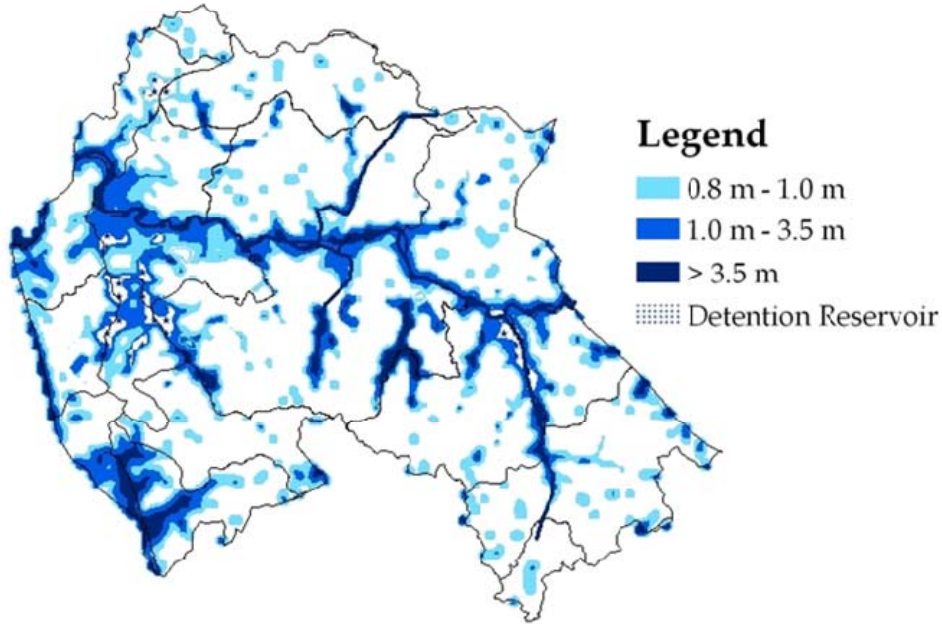 Legend
0.8 m - 1.0 m
1.0 m - 3.5 m
> 3.5 m
Detention Reservoir